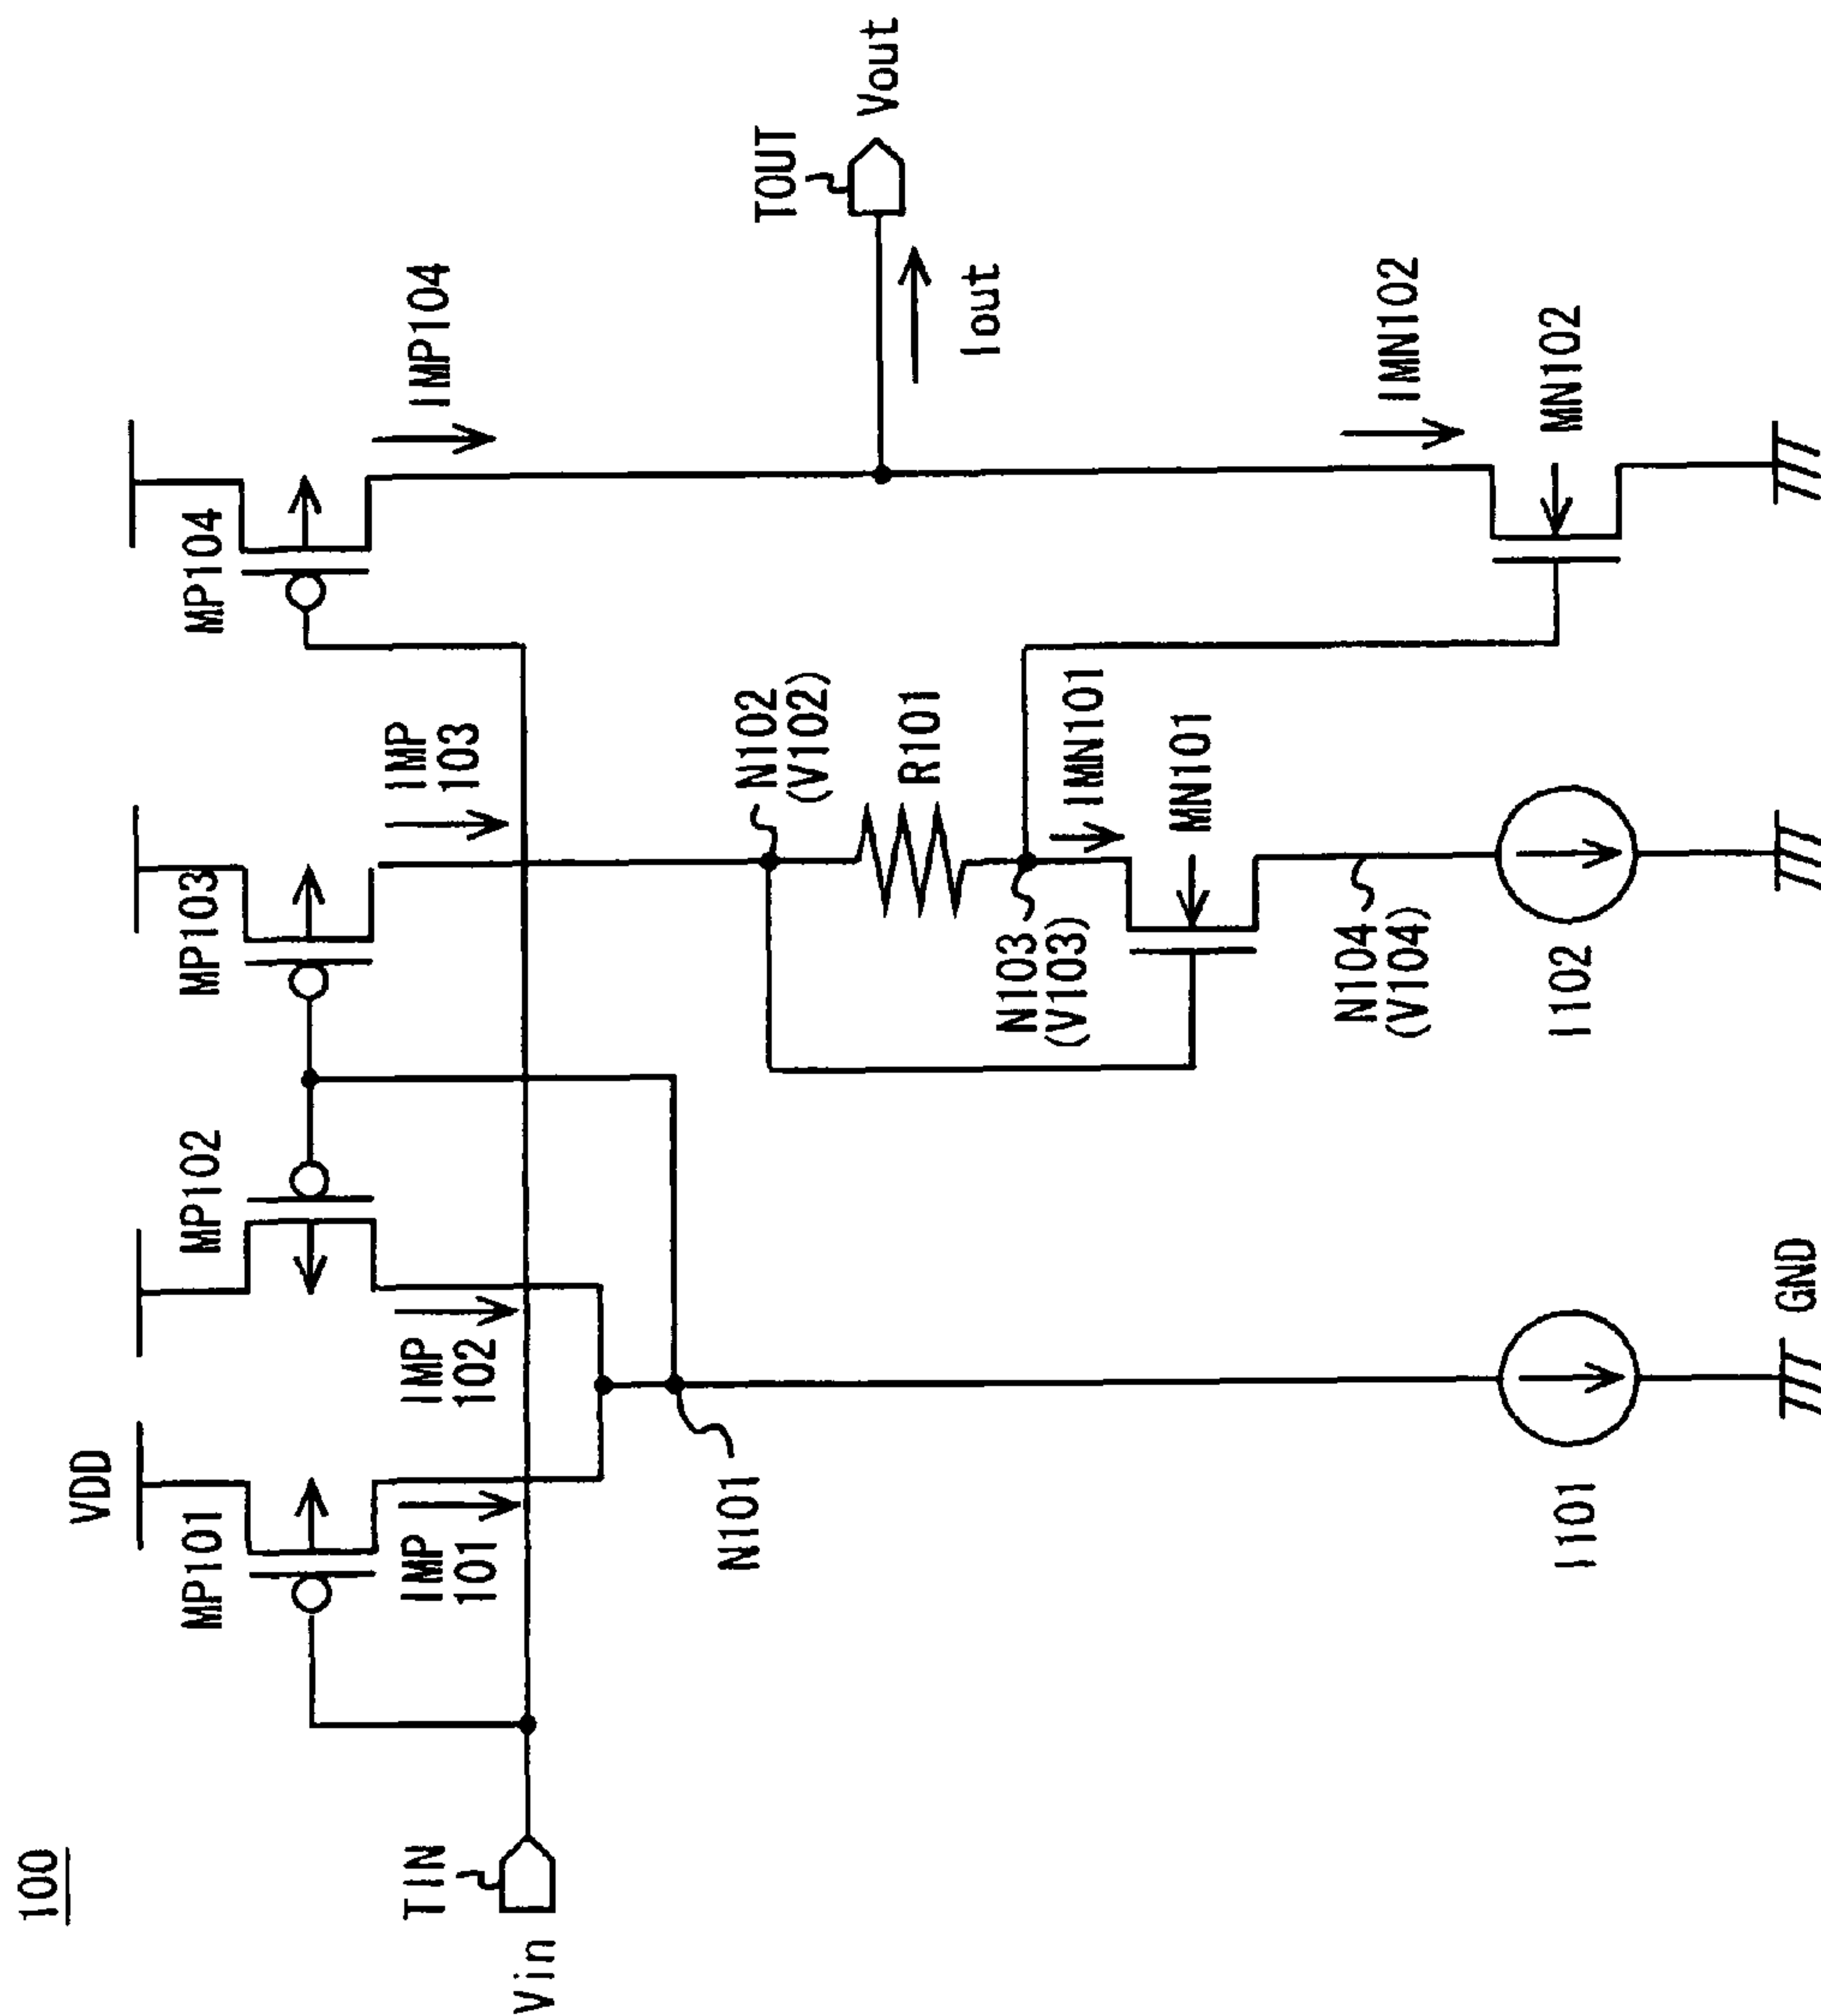 100
VDD
MP101
MP102
MP103
MP104
TIN
IMP
101
IMP
102
IMP
103
IMP104
Vin
N101
N102
(V102)
TOUT
Vout
R101
Iout
N103
(V103)
IMN101
MN101
N104
(V104)
IMN102
I101
I102
MN102
GND